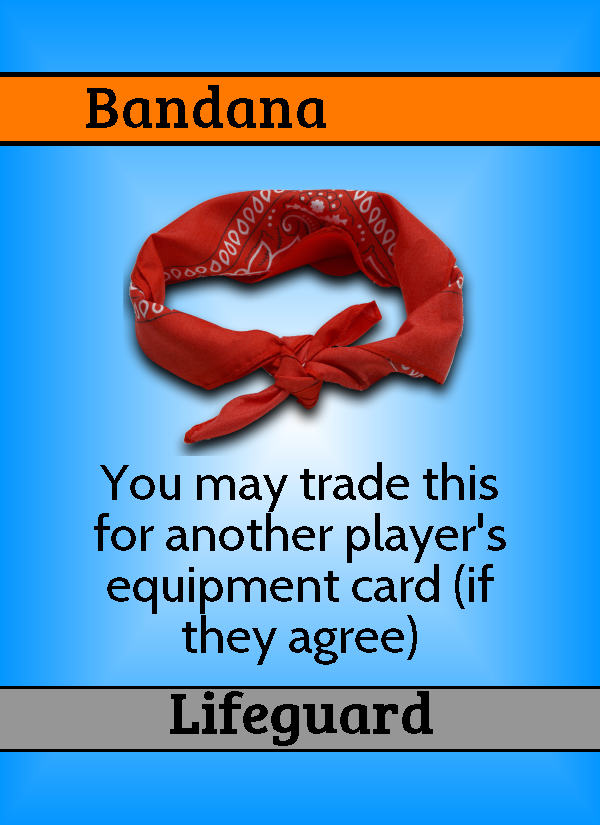 Bandana
You may trade this
for another player's
equipment card (if
they agree)
Lifeguard